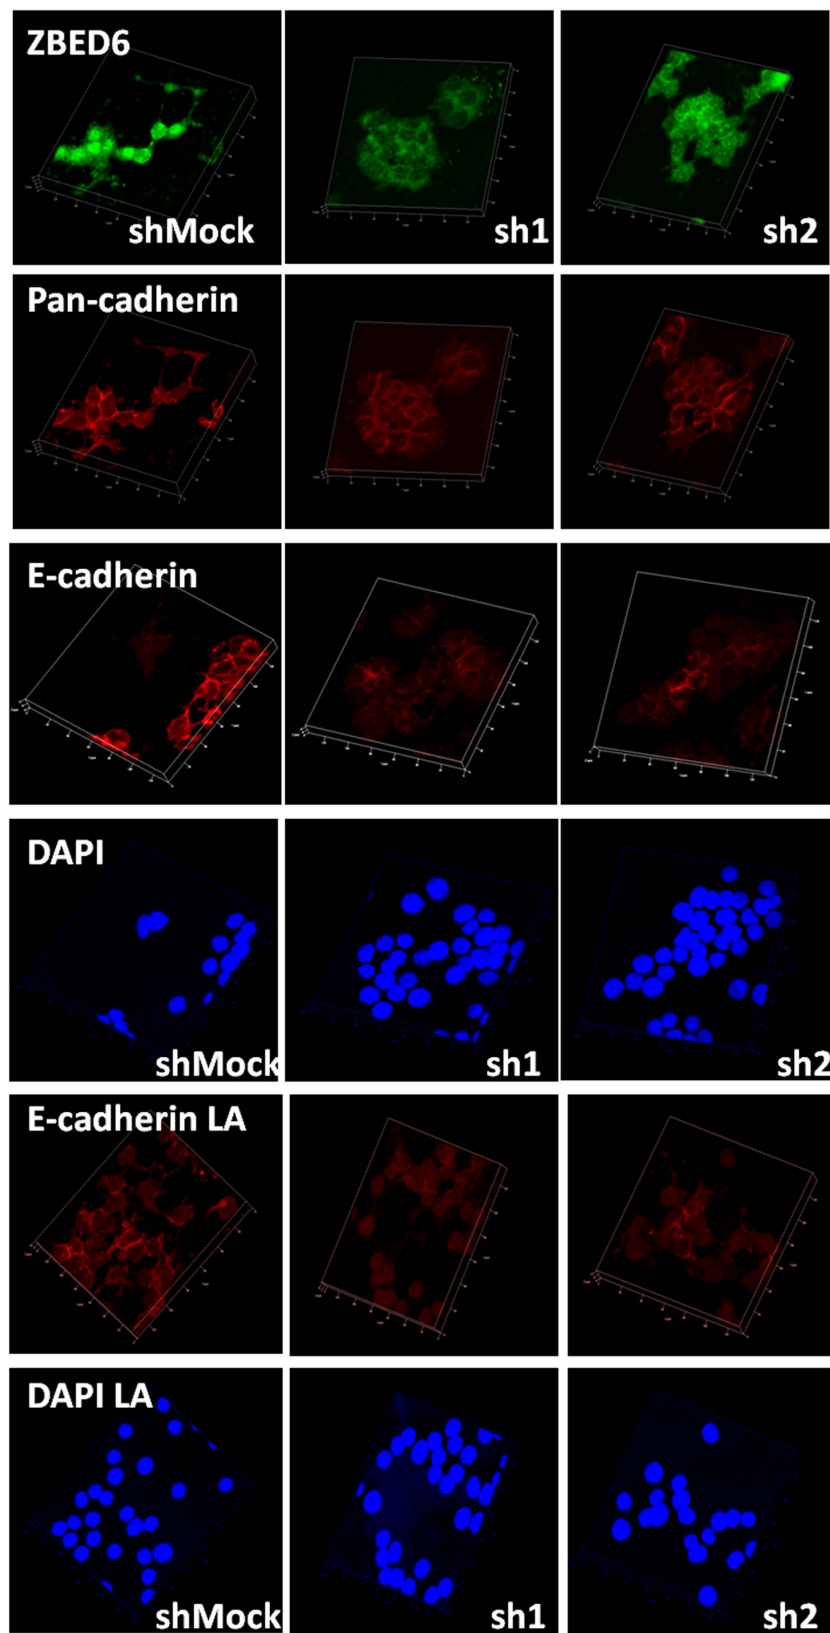 ZBED6
shMock
sh1
sh2
Pan-cadherin
E-cadherin
DAPI
shMock
sh1
sh2
E-cadherin LA
DAPI LA
shMock
sh1
sh2